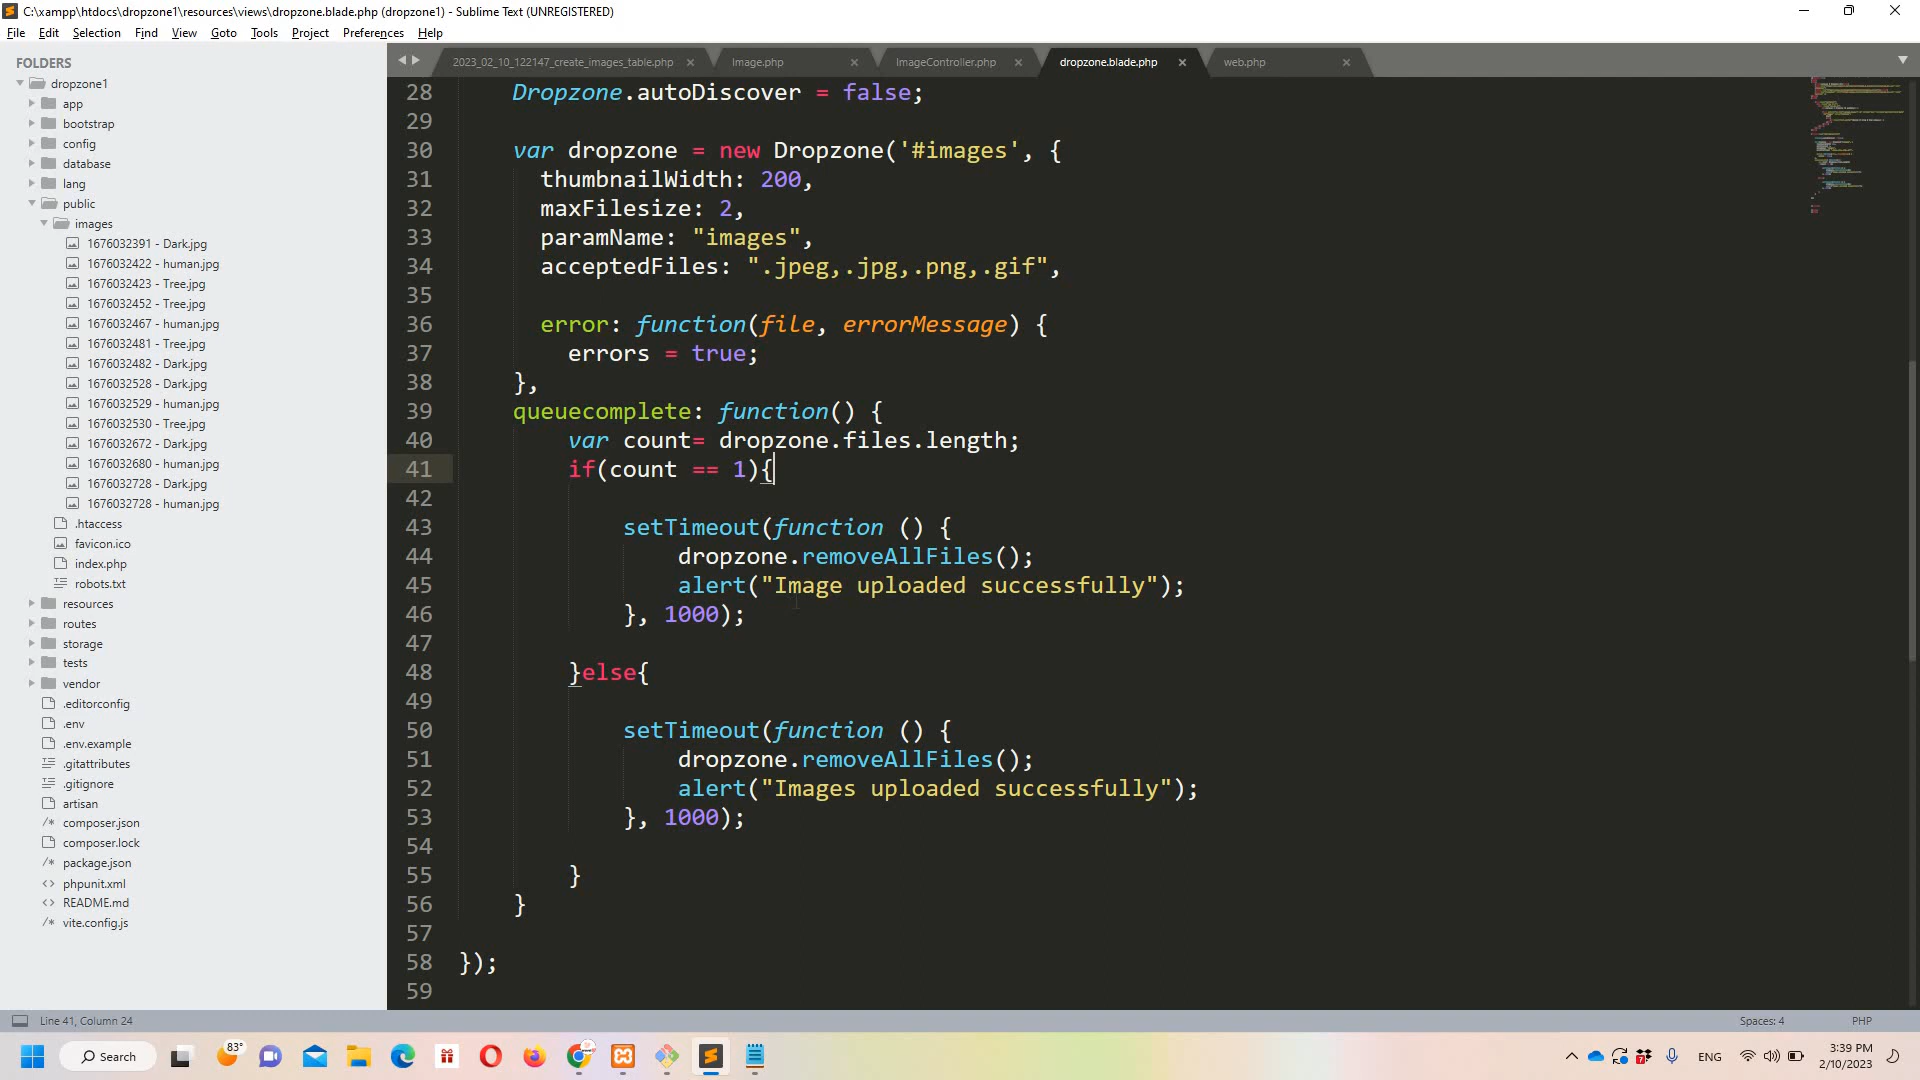 C:\xampp\htdocs\dropzone1\resources\views\dropzone.blade.php (dropzone1) - Sublime Text (UNREGISTERED)
File Edit Selection Find View Goto Tools Project Preferences Help
FOLDERS
dropzone1
app
bootstrap
config
database
lang
public
images
1676032391 - Dark.jpg
1676032422 - human.jpg
1676032423 - Tree.jpg
1676032452 - Tree.jpg
1676032467 - human.jpg
1676032481 - Tree.jpg
1676032482 - Dark.jpg
1676032528 - Dark.jpg
1676032529 - human.jpg
1676032530 - Tree.jpg
1676032672 - Dark.jpg
1676032680 - human.jpg
1676032728 - Dark.jpg
1676032728 - human.jpg
.htaccess
favicon.ico
index.php
robots.txt
resources
routes
storage
tests
vendor
.editorconfig
.env
.env.example
.gitattributes
.gitignore
artisan
/* composer.json
composer.lock
/* package.json
<> phpunit.xml
<> README.md
/* vite.config.js
2023_02_10_122147_create_images_table.php Image.php ImageController.php dropzone.blade.php web.php
28 Dropzone.autoDiscover = false;
29
30 var dropzone = new Dropzone('#images', {
31 thumbnailWidth: 200,
32 maxFilesize: 2,
33 paramName: "images",
34 acceptedFiles: ".jpeg,.jpg,.png,.gif",
35
36 error: function(file, errorMessage) {
37 errors = true;
38 },
39 queuecomplete: function() {
40 var count= dropzone.files.length;
41 if(count == 1){
42
43 setTimeout(function () {
44 dropzone.removeAllFiles();
45 alert("Image uploaded successfully");
46 }, 1000);
47
48 }else{
49
50 setTimeout(function () {
51 dropzone.removeAllFiles();
52 alert("Images uploaded successfully");
53 }, 1000);
54
55 }
56 }
57
58 });
59
Line 41, Column 24 Spaces: 4 PHP
Search 83° ENG 3:39 PM
2/10/2023